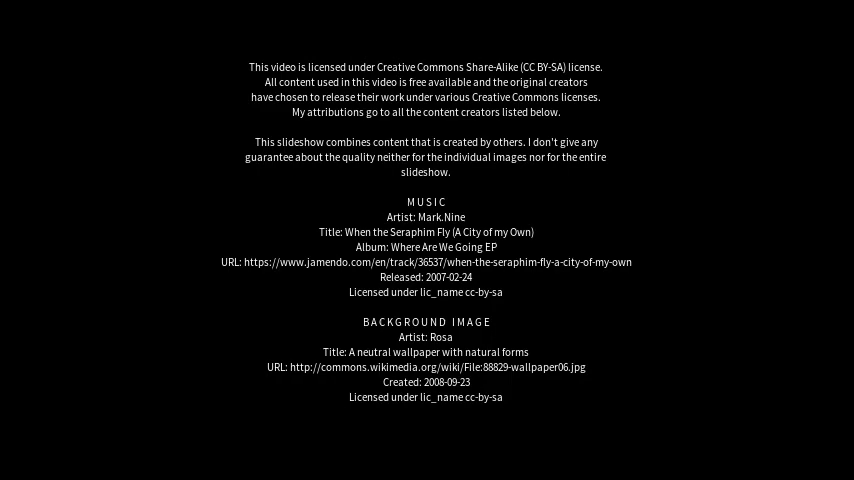 This video is licensed under Creative Commons Share-Alike (CC BY-SA) license.
All content used in this video is free available and the original creators
have chosen to release their work under various Creative Commons licenses.
My attributions go to all the content creators listed below.
This slideshow combines content that is created by others. I don't give any
guarantee about the quality neither for the individual images nor for the entire
slideshow.
MUSIC
Artist: Mark.Nine
Title: When the Seraphim Fly (A City of my Own)
Album: Where Are We Going EP
URL: https://www.jamendo.com/en/track/36537/when-the-seraphim-fly-a-city-of-my-own
Released: 2007-02-24
Licensed under lic_name cc-by-sa
BACKGROUND IMAGE
Artist: Rosa
Title: A neutral wallpaper with natural forms
URL: http://commons.wikimedia.org/wiki/File:88829-wallpaper06.jpg
Created: 2008-09-23
Licensed under lic_name cc-by-sa